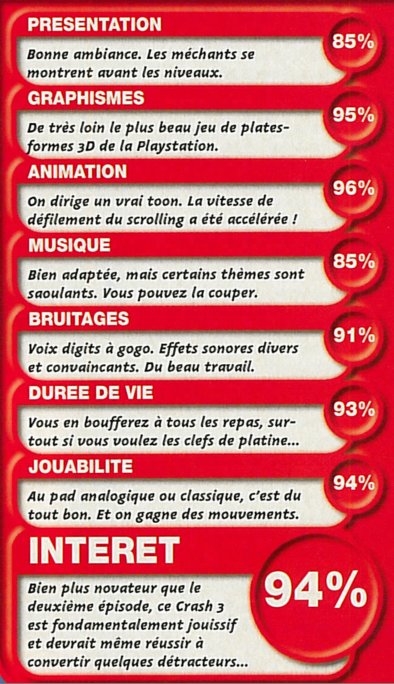 PRESENTATION
85%
Bonne ambiance. Les méchants se
montrent avant les niveaux.
GRAPHISMES
95%
De très loin le plus beau jeu de plates-
formes 3D de la Playstation.
ANIMATION
96%
On dirige un vrai toon. La vitesse de
défilement du scrolling a été accélérée !
MUSIQUE
85%
Bien adaptée, mais certains thèmes sont
saoulants. Vous pouvez la couper.
BRUITAGES
91%
Voix digits à gogo. Effets sonores divers
et convaincants. Du beau travail.
DUREE DE VIE
93%
Vous en boufferez à tous les repas, sur-
tout si vous voulez les clefs de platine...
JOUABILITE
94%
Au pad analogique ou classique, c'est du
tout bon. Et on gagne des mouvements.
INTERET
94%
Bien plus novateur que le
deuxième épisode, ce Crash 3
est fondamentalement jouissif
et devrait même réussir à
convertir quelques détracteurs...